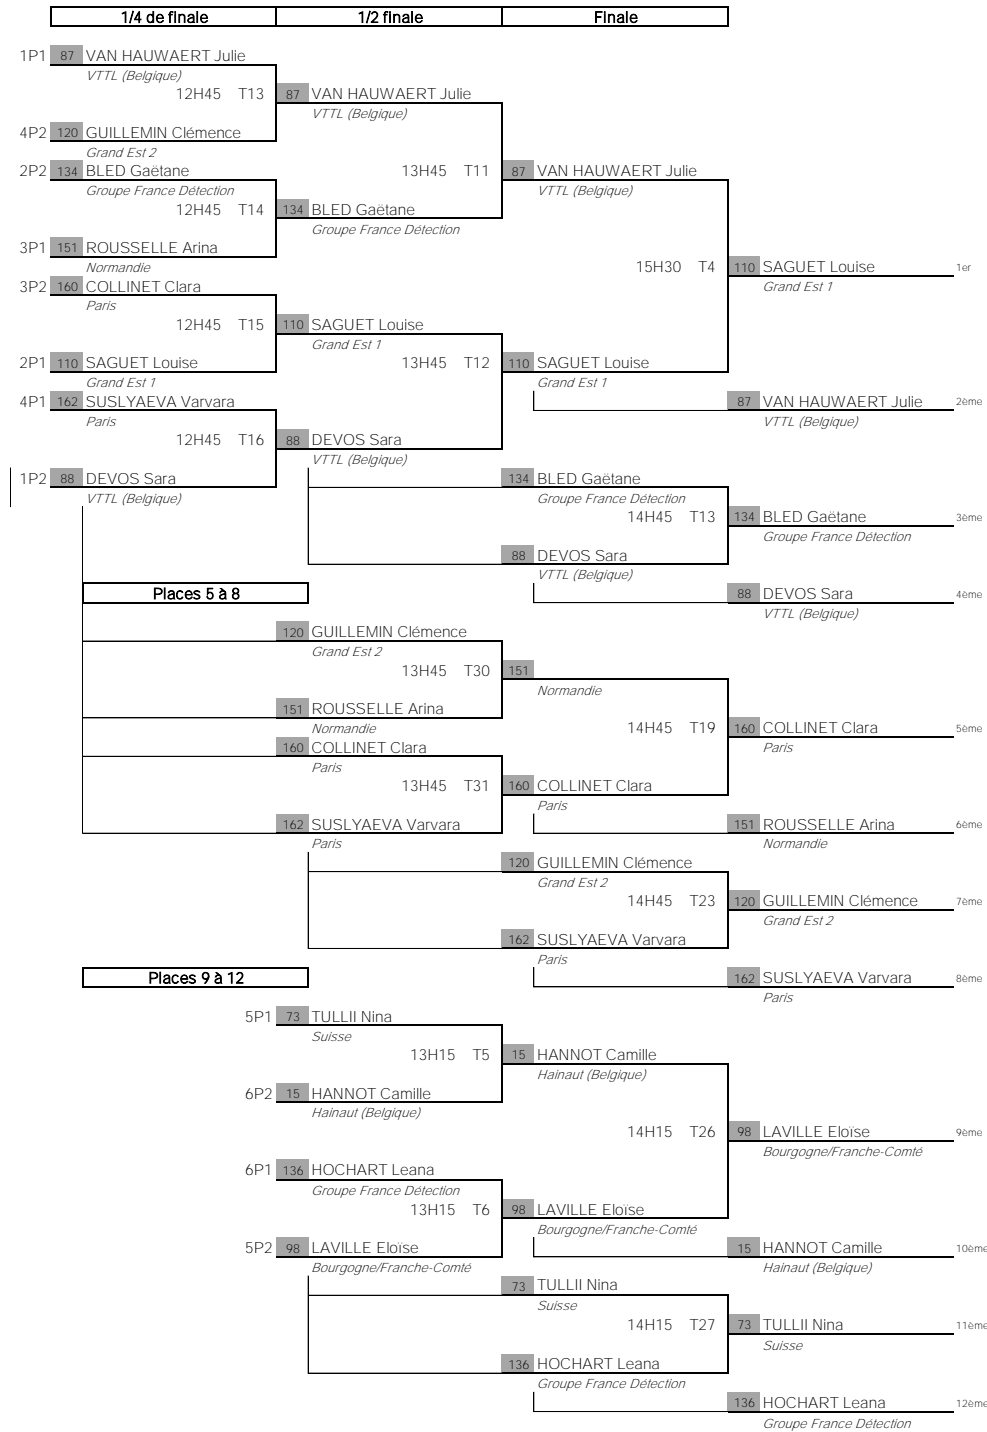 1/4 de finale 1/2 finale Finale
1P1 87 VAN HAUWAERT Julie
VTTL (Belgique)
12H45 T13 87 VAN HAUWAERT Julie
VTTL (Belgique)
4P2 120 GUILLEMIN Clémence
Grand Est 2
2P2 134 BLED Gaëtane 13H45 T11 87 VAN HAUWAERT Julie
Groupe France Détection VTTL (Belgique)
12H45 T14 134 BLED Gaëtane
Groupe France Détection
3P1 151 ROUSSELLE Arina
Normandie 15H30 T4 110 SAGUET Louise 1er
3P2 160 COLLINET Clara Grand Est 1
Paris
12H45 T15 110 SAGUET Louise
Grand Est 1
2P1 110 SAGUET Louise 13H45 T12 110 SAGUET Louise
Grand Est 1 Grand Est 1
4P1 162 SUSLYAEVA Varvara 87 VAN HAUWAERT Julie 2ème
Paris VTTL (Belgique)
12H45 T16 88 DEVOS Sara
VTTL (Belgique)
1P2 88 DEVOS Sara 134 BLED Gaëtane
VTTL (Belgique) Groupe France Détection
14H45 T13 134 BLED Gaëtane 3ème
Groupe France Détection
88 DEVOS Sara
VTTL (Belgique)
Places 5 à 8 88 DEVOS Sara 4ème
VTTL (Belgique)
120 GUILLEMIN Clémence
Grand Est 2
13H45 T30 151
Normandie
151 ROUSSELLE Arina
Normandie 14H45 T19 160 COLLINET Clara 5ème
160 COLLINET Clara Paris
Paris
13H45 T31 160 COLLINET Clara
Paris
162 SUSLYAEVA Varvara 151 ROUSSELLE Arina 6ème
Paris Normandie
120 GUILLEMIN Clémence
Grand Est 2
14H45 T23 120 GUILLEMIN Clémence 7ème
Grand Est 2
162 SUSLYAEVA Varvara
Paris
Places 9 à 12 162 SUSLYAEVA Varvara 8ème
Paris
5P1 73 TULLII Nina
Suisse
13H15 T5 15 HANNOT Camille
Hainaut (Belgique)
6P2 15 HANNOT Camille
Hainaut (Belgique)
14H15 T26 98 LAVILLE Eloïse 9ème
Bourgogne/Franche-Comté
6P1 136 HOCHART Leana
Groupe France Détection
13H15 T6 98 LAVILLE Eloïse
Bourgogne/Franche-Comté
5P2 98 LAVILLE Eloïse 15 HANNOT Camille 10ème
Bourgogne/Franche-Comté Hainaut (Belgique)
73 TULLII Nina
Suisse
14H15 T27 73 TULLII Nina 11ème
Suisse
136 HOCHART Leana
Groupe France Détection
136 HOCHART Leana 12ème
Groupe France Détection